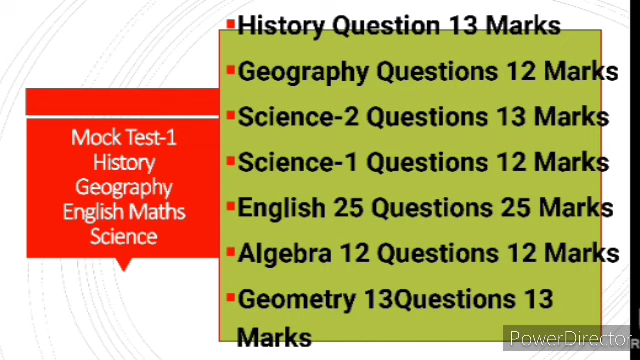 Mock Test-1
History
Geography
English Maths
Science
History Question 13 Marks
Geography Questions 12 Marks
Science-2 Questions 13 Marks
Science-1 Questions 12 Marks
English 25 Questions 25 Marks
Algebra 12 Questions 12 Marks
Geometry 13Questions 13
Marks
PowerDirector